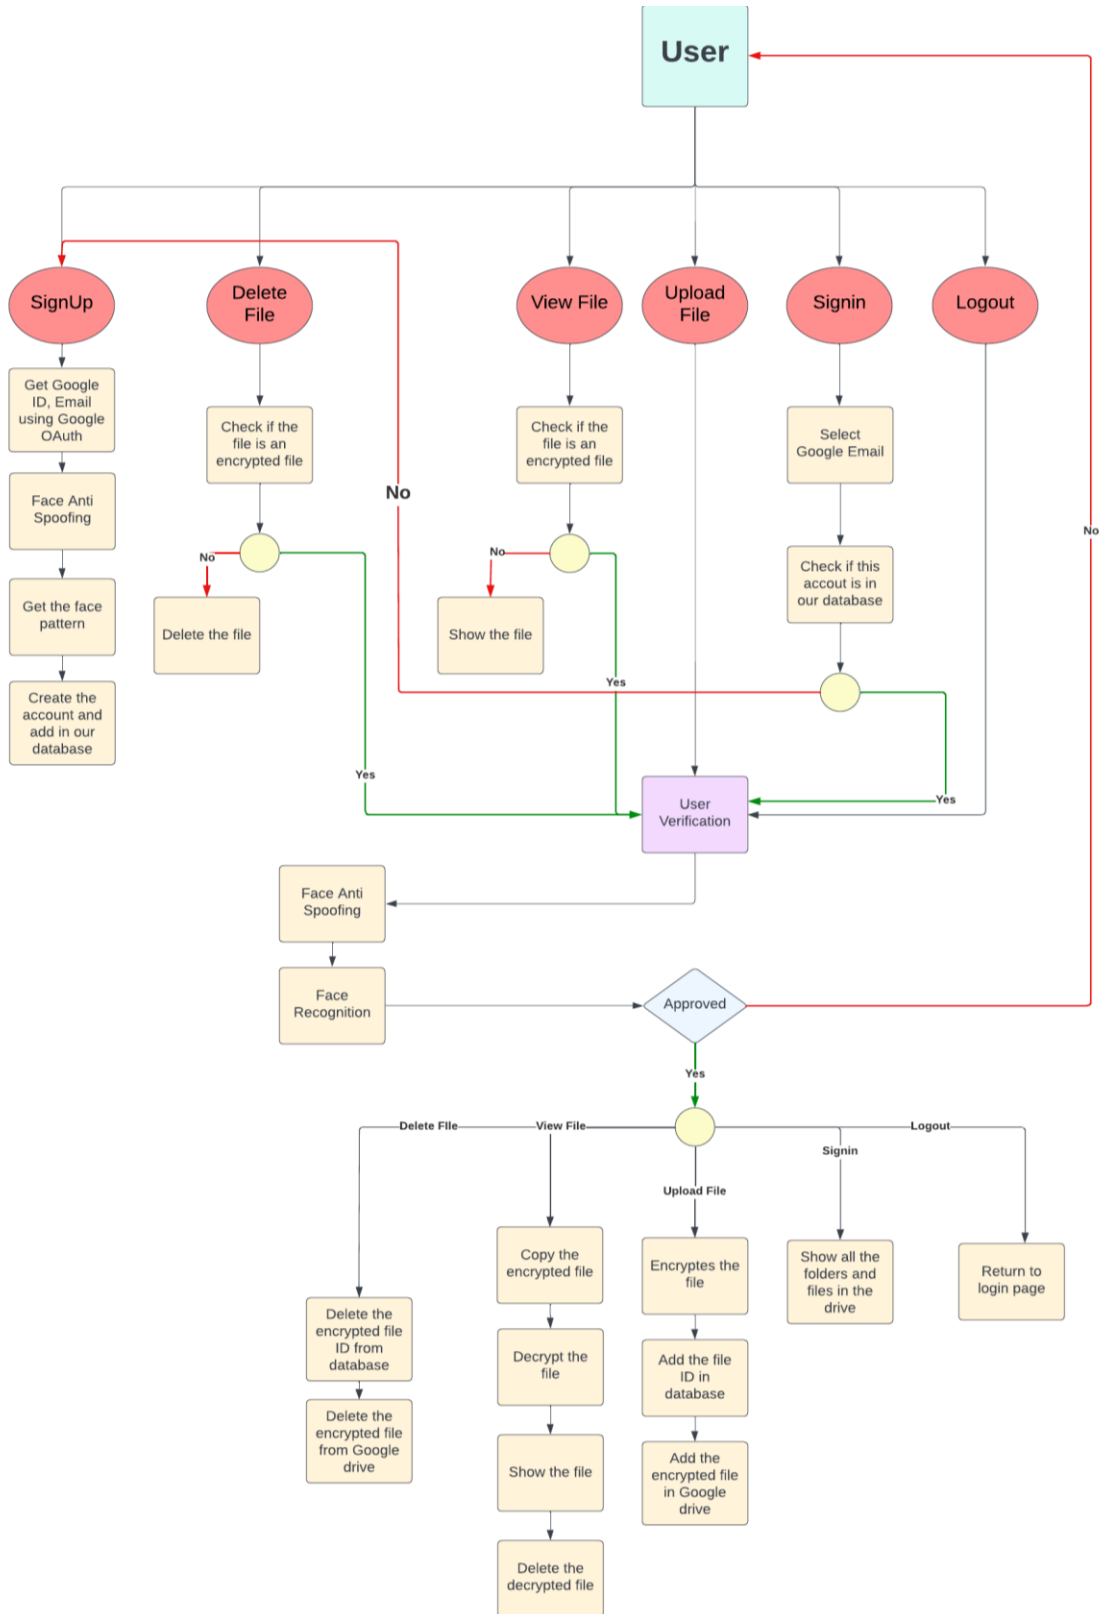 User
SignUp
Delete
File
View File
Upload
File
Signin
Logout
Get Google
ID, Email
using Google
OAuth
Check if the
file is an
encrypted file
Check if the
file is an
encrypted file
Select
Google Email
Face Anti
Spoofing
No
No
No
No
Check if this
accout is in
our database
Get the face
pattern
Delete the file
Show the file
Create the
account and
add in our
database
Yes
Yes
Yes
User
Verification
Face Anti
Spoofing
Face
Recognition
Approved
Yes
Delete FIle
View File
Logout
Signin
Upload File
Copy the
encrypted file
Encryptes the
file
Show all the
folders and
files in the
drive
Return to
login page
Delete the
encrypted file
ID from
database
Decrypt the
file
Add the file
ID in
database
Delete the
encrypted file
from Google
drive
Show the file
Add the
encrypted file
in Google
drive
Delete the
decrypted file